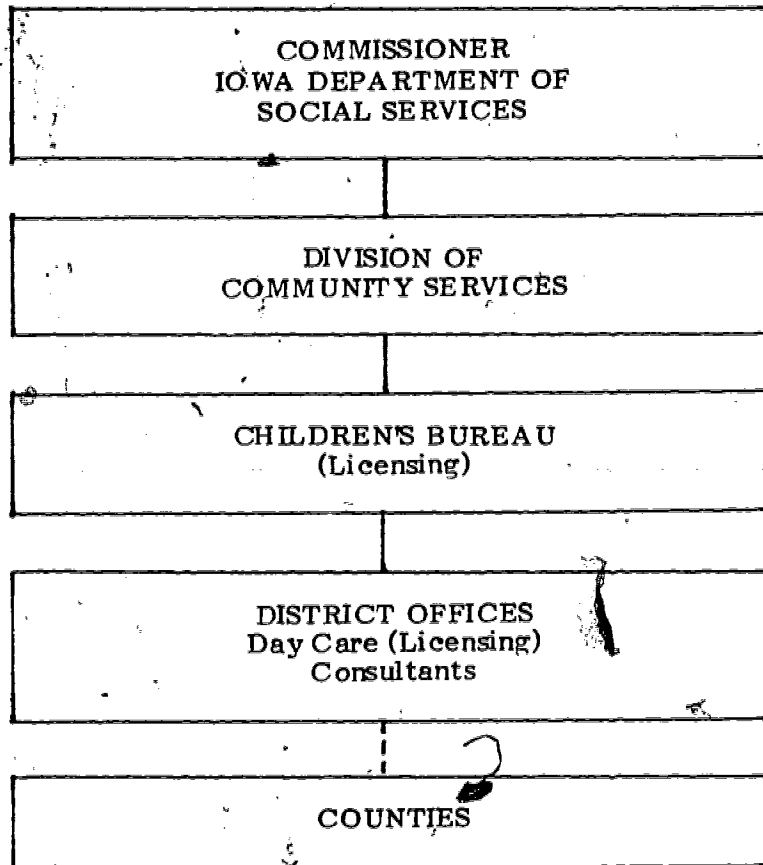 COMMISSIONER
IOWA DEPARTMENT OF
SOCIAL SERVICES
DIVISION OF
COMMUNITY SERVICES
CHILDREN'S BUREAU
(Licensing)
DISTRICT OFFICES
Day Care (Licensing)
Consultants
COUNTIES